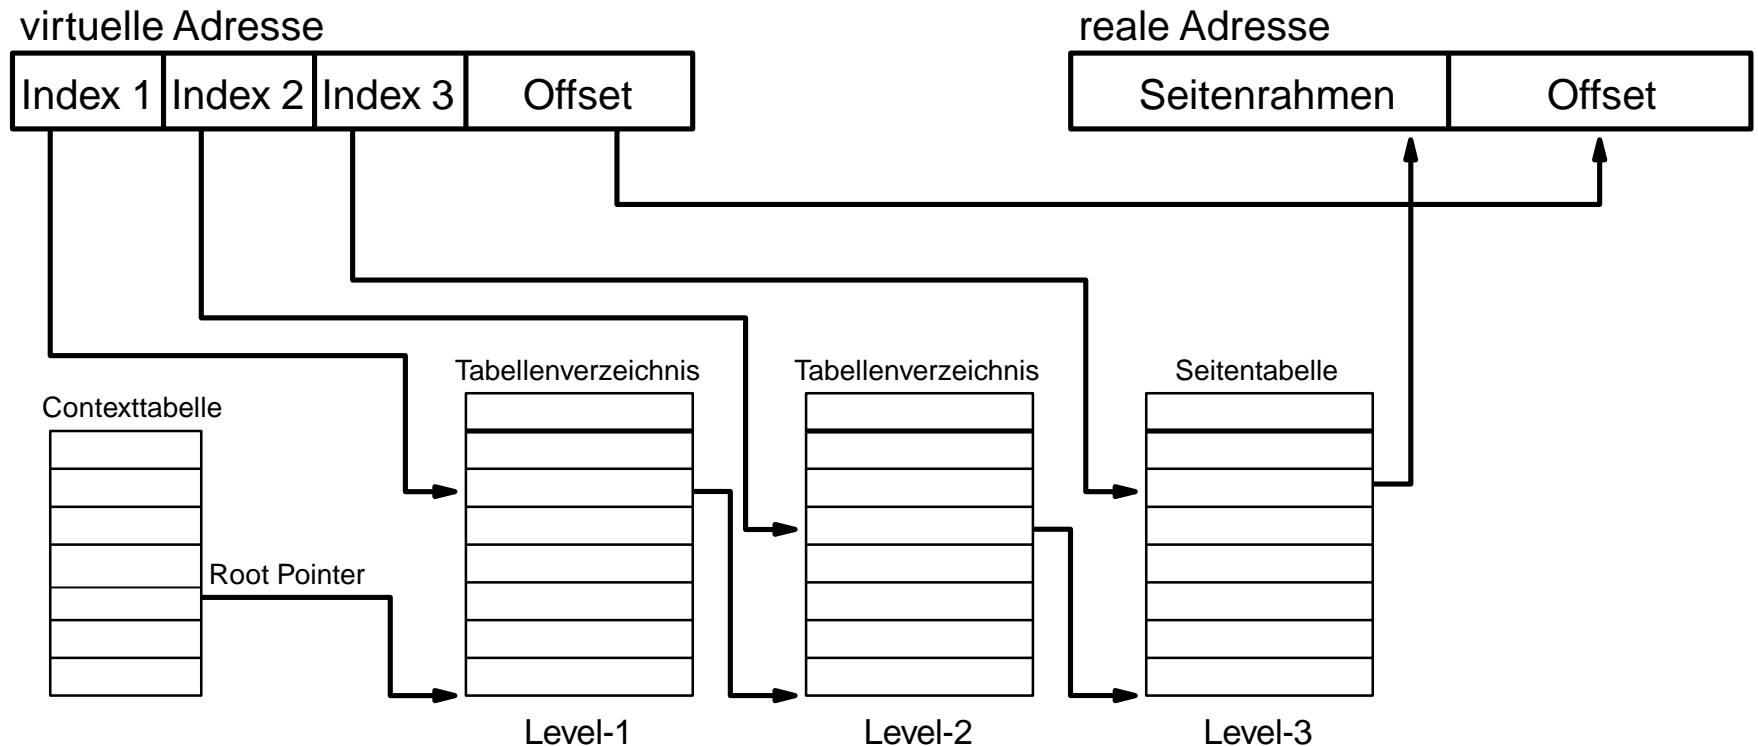 virtuelle Adresse
reale Adresse
Index 1 Index 2 Index 3 Offset
Seitenrahmen Offset
Tabellenverzeichnis Tabellenverzeichnis Seitentabelle
Contexttabelle
Root Pointer
Level-1 Level-2 Level-3